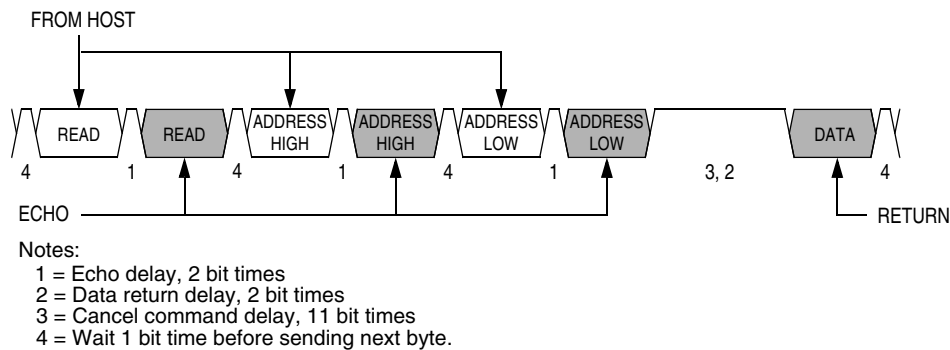 FROM HOST
READ
READ
ADDRESS
HIGH
ADDRESS
HIGH
ADDRESS
LOW
ADDRESS
LOW
DATA
4 1 4 1 4 1 3, 2 4
ECHO
RETURN
Notes:
1 = Echo delay, 2 bit times
2 = Data return delay, 2 bit times
3 = Cancel command delay, 11 bit times
4 = Wait 1 bit time before sending next byte.